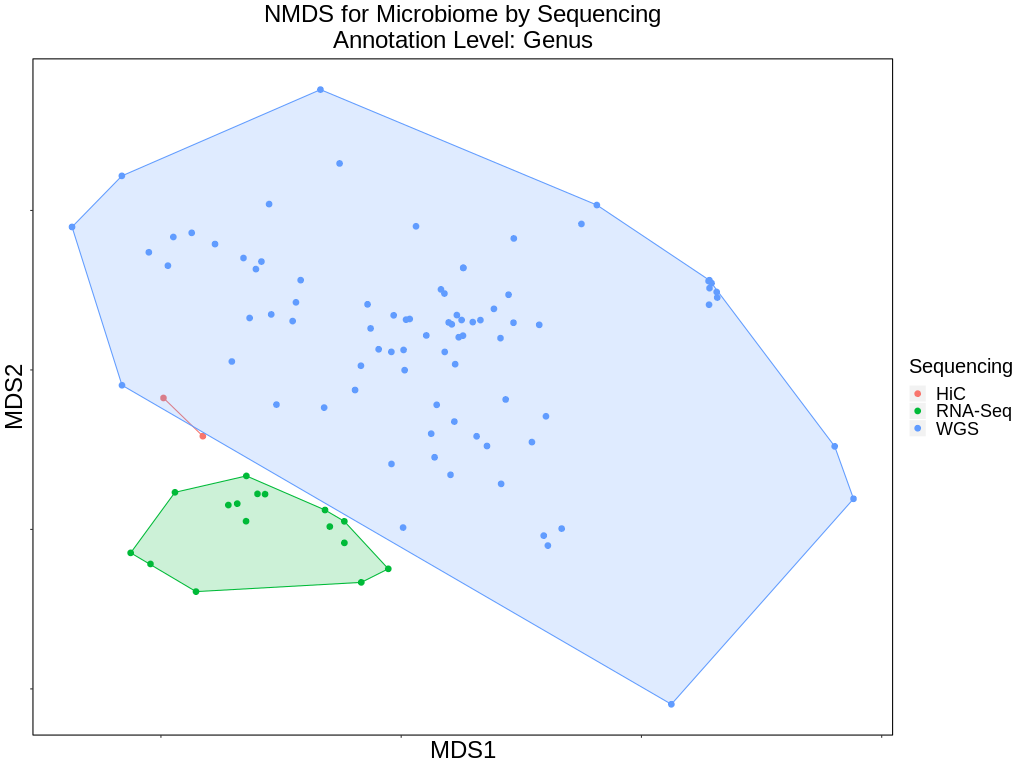 NMDS for Microbiome by Sequencing
Annotation Level: Genus
MDS2
MDS1
Sequencing
HiC
RNA-Seq
WGS